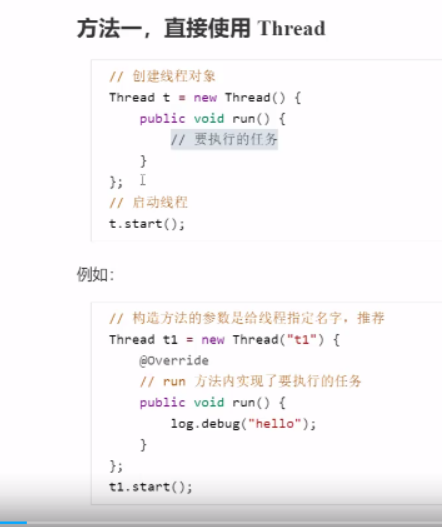 方法一，直接使用 Thread
// 创建线程对象
Thread t = new Thread() {
    public void run() {
        // 要执行的任务
    }
};
// 启动线程
t.start();
例如：
// 构造方法的参数是给线程指定名字，推荐
Thread t1 = new Thread("t1") {
    @Override
    // run 方法内实现了要执行的任务
    public void run() {
        log.debug("hello");
    }
};
t1.start();